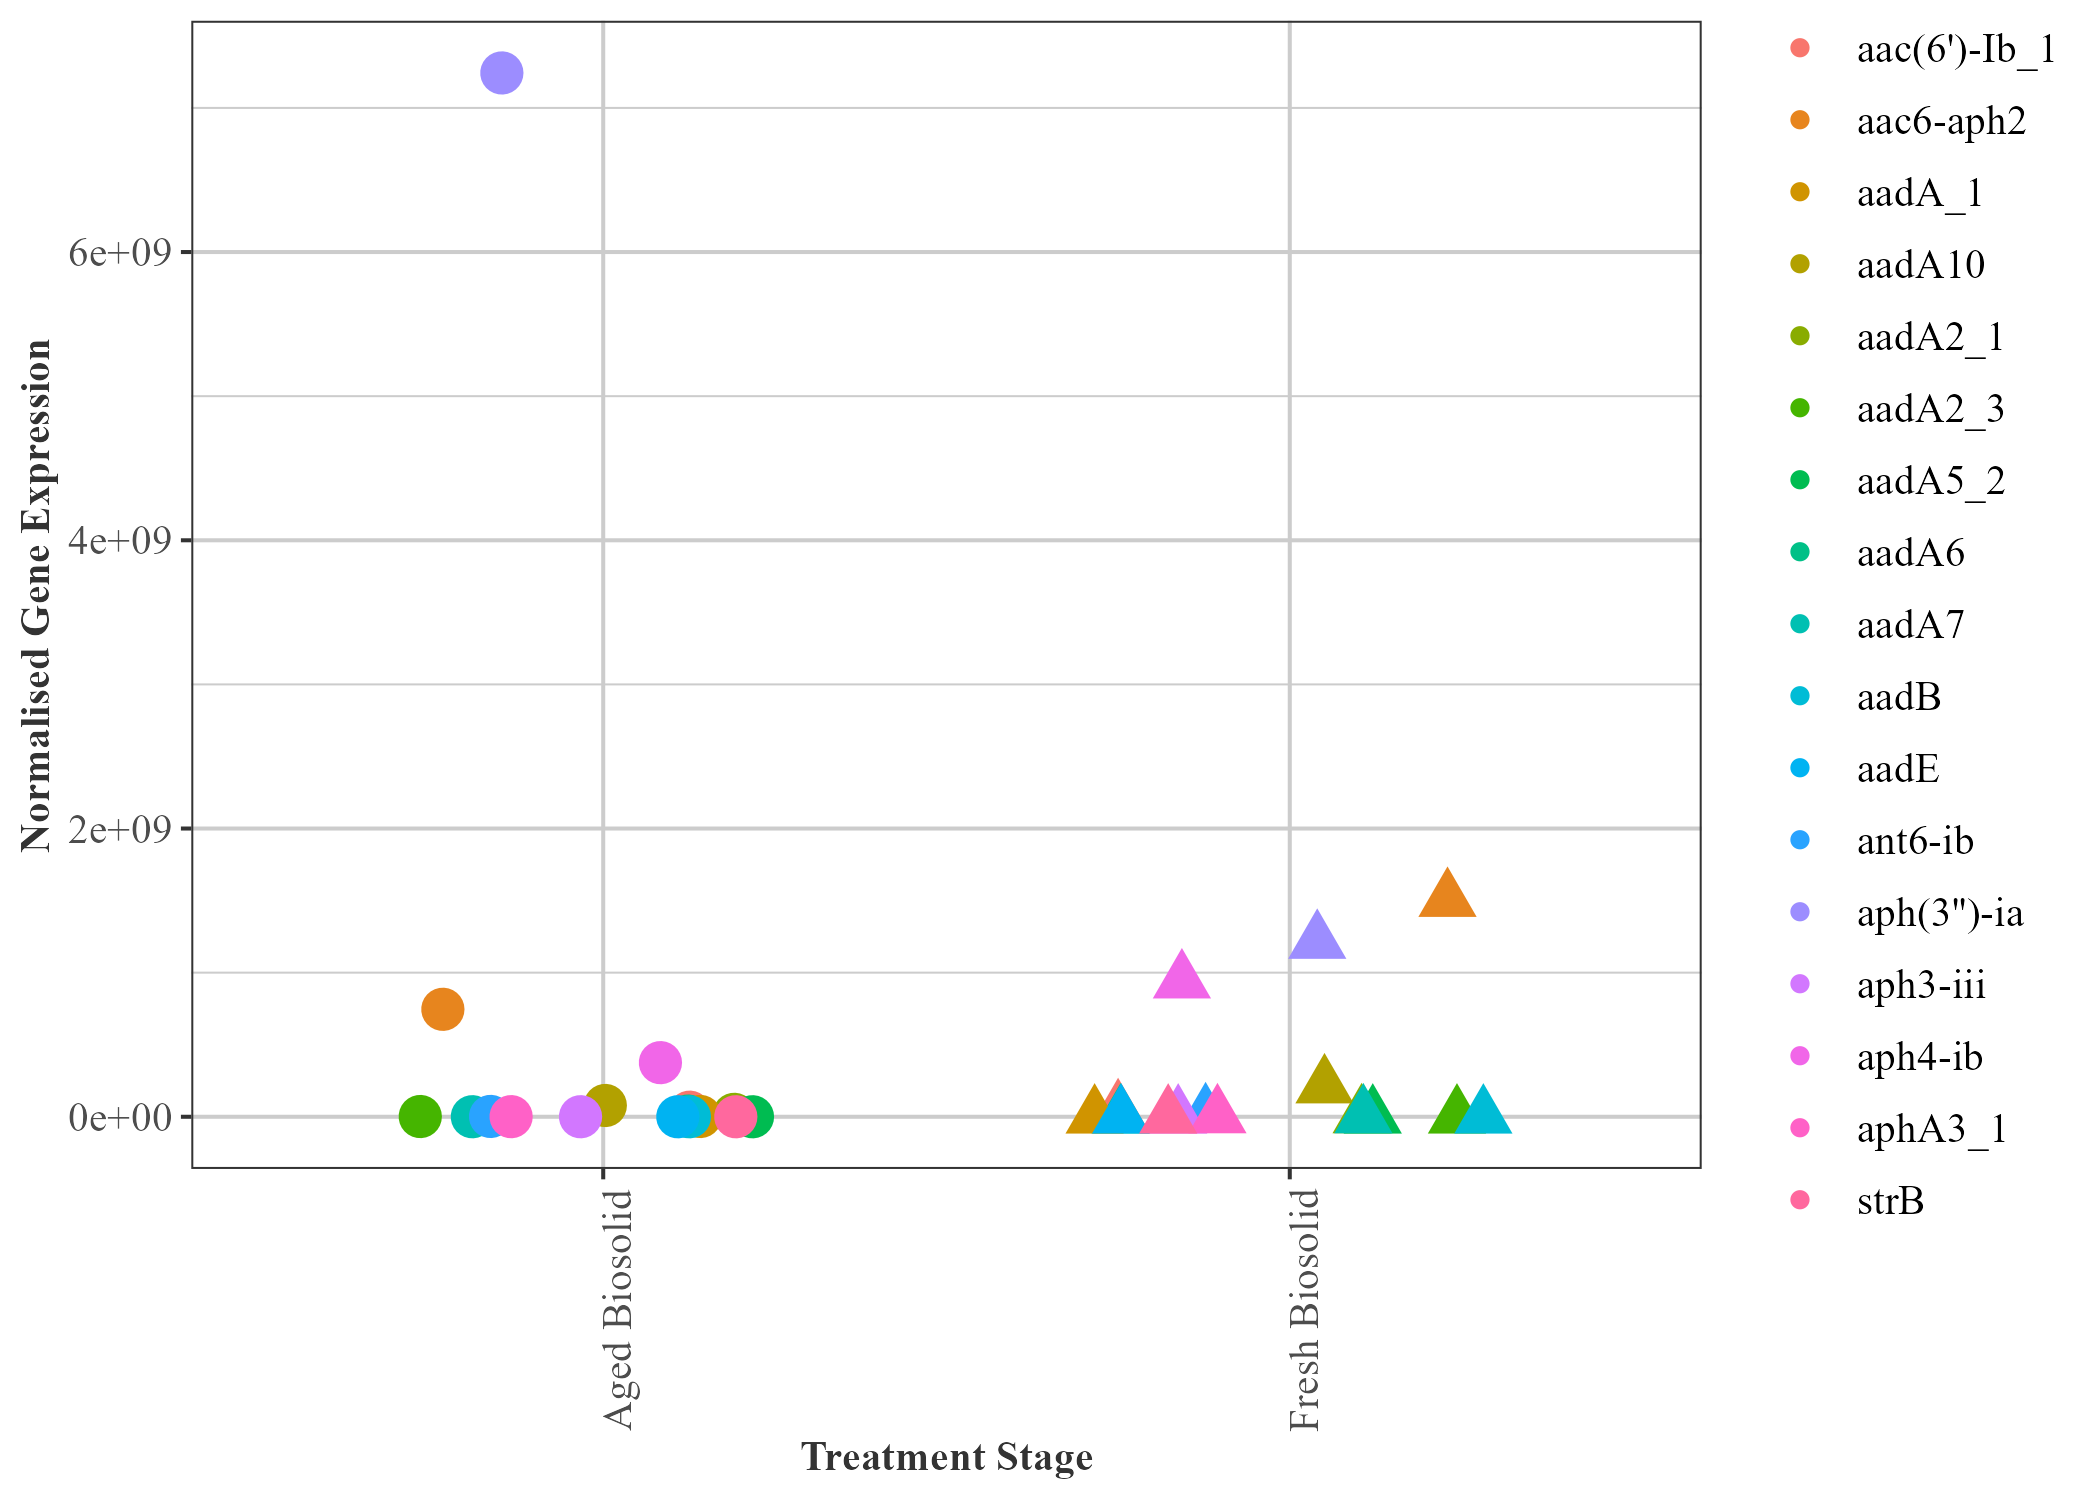 Normalised Gene Expression
6e+09
4e+09
2e+09
0e+00
Aged Biosolid
Fresh Biosolid
Treatment Stage
aac(6')-Ib_1
aac6-aph2
aadA_1
aadA10
aadA2_1
aadA2_3
aadA5_2
aadA6
aadA7
aadB
aadE
ant6-ib
aph(3'')-ia
aph3-iii
aph4-ib
aphA3_1
strB